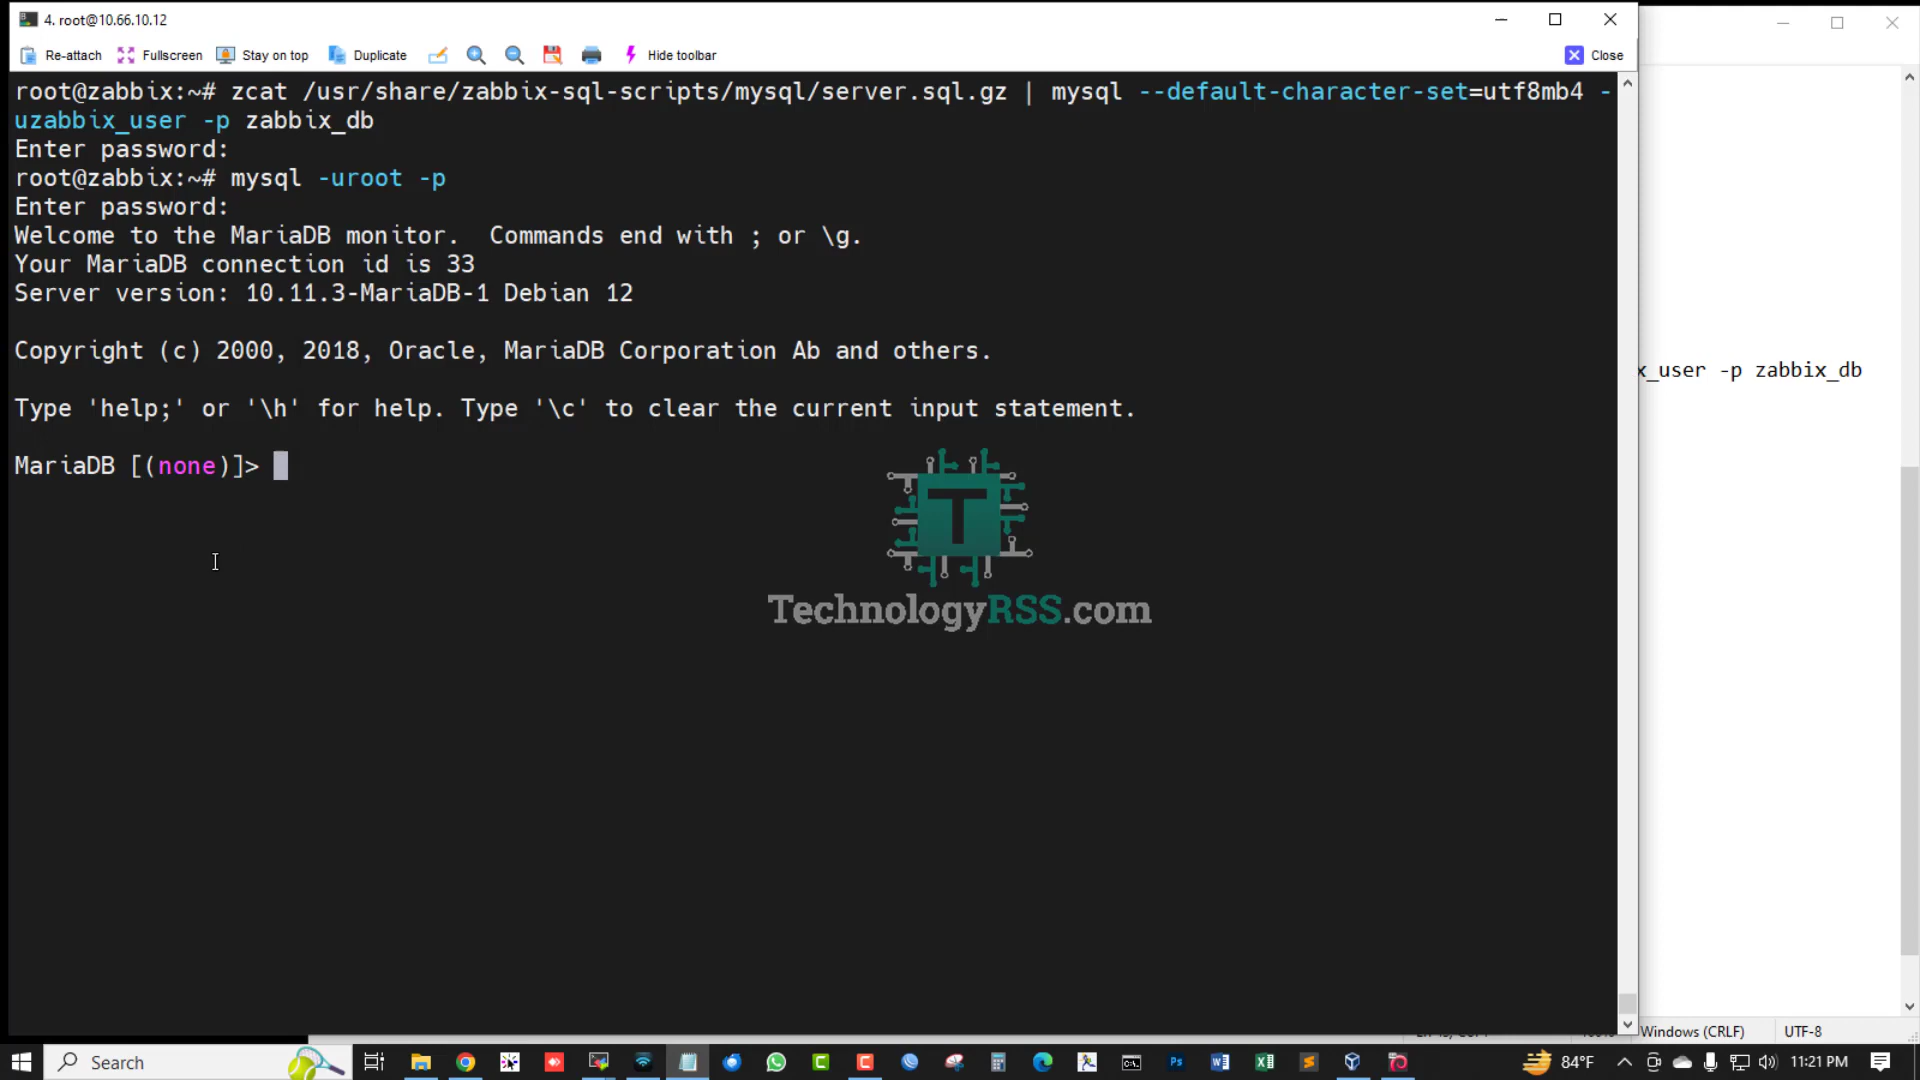 4. root@10.66.10.12
Re-attach Fullscreen Stay on top Duplicate Hide toolbar Close
root@zabbix:~# zcat /usr/share/zabbix-sql-scripts/mysql/server.sql.gz | mysql --default-character-set=utf8mb4 -
uzabbix_user -p zabbix_db
Enter password:
root@zabbix:~# mysql -uroot -p
Enter password:
Welcome to the MariaDB monitor.  Commands end with ; or \g.
Your MariaDB connection id is 33
Server version: 10.11.3-MariaDB-1 Debian 12
Copyright (c) 2000, 2018, Oracle, MariaDB Corporation Ab and others.
x_user -p zabbix_db
Type 'help;' or '\h' for help. Type '\c' to clear the current input statement.
MariaDB [(none)]>
T
TechnologyRSS.com
Windows (CRLF) UTF-8
Search 84°F 11:21 PM